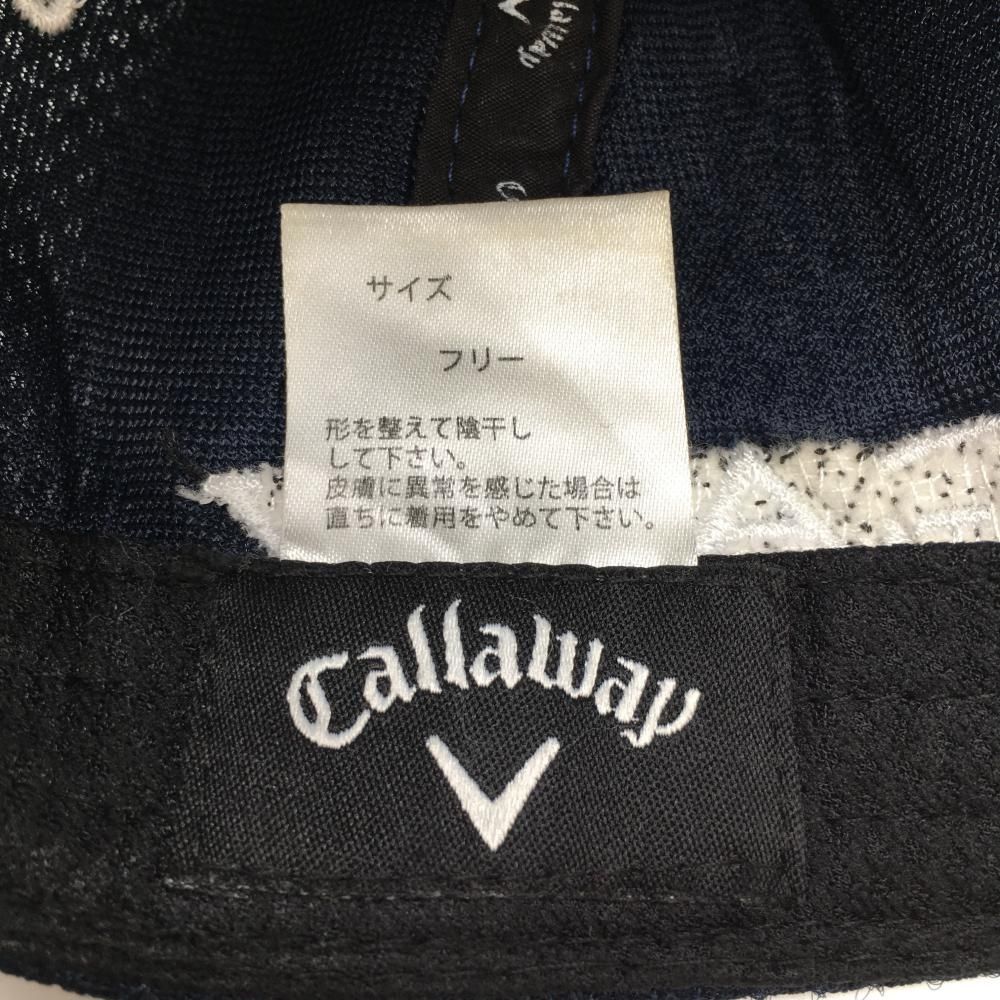 Callaway
サイズ
フリー
形を整えて陰干し
して下さい。
皮膚に異常を感じた場合は
直ちに着用をやめて下さい。
Callaway